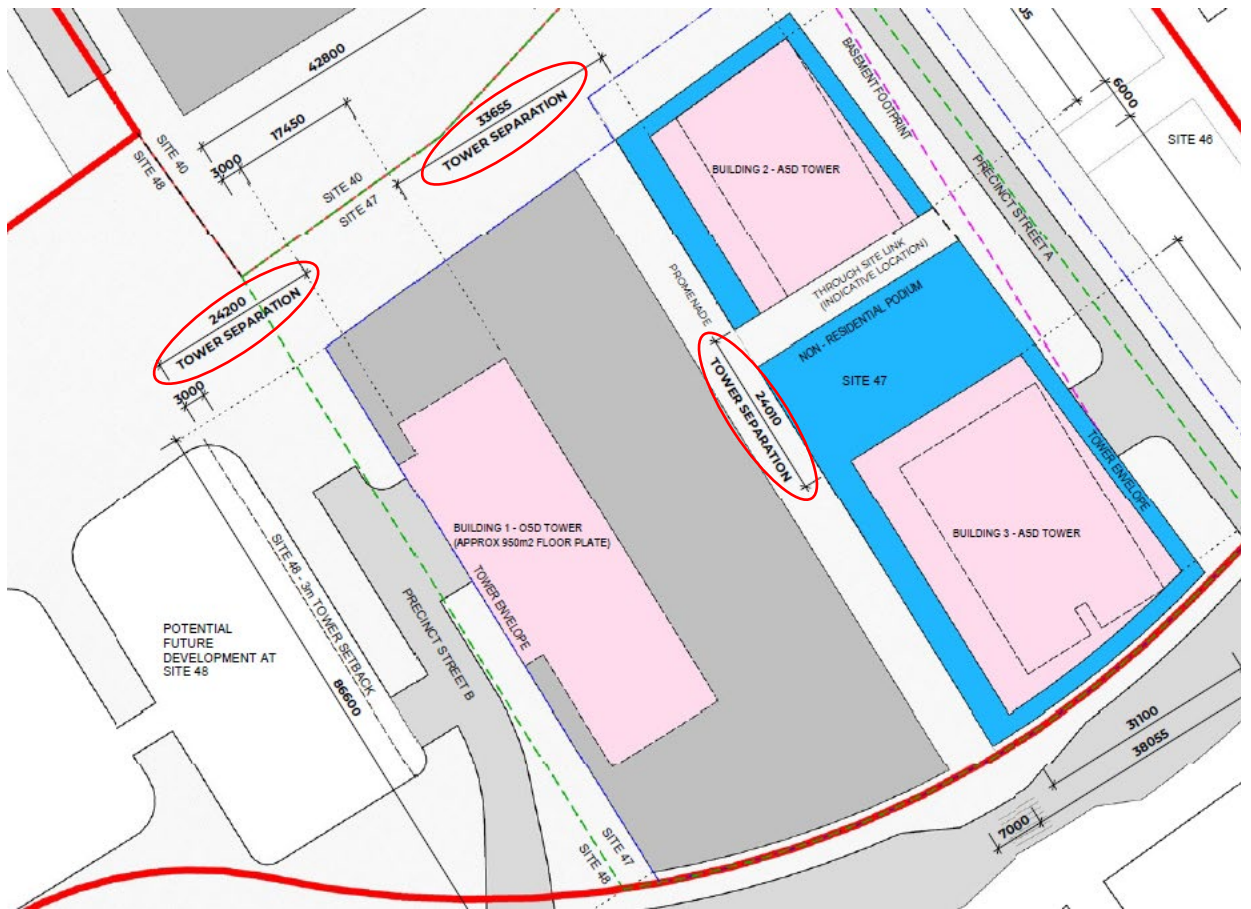 42800
33655
TOWER SEPARATION
17450
3000
SITE 40
SITE 48
SITE 40
SITE 47
24200
TOWER SEPARATION
3000
BASEMENT FOOTPRINT
6000
SITE 46
PRECINCT STREET A
BUILDING 2 - ASD TOWER
THROUGH SITE LINK
(INDICATIVE LOCATION)
PROMENADE
NON - RESIDENTIAL PODIUM
SITE 47
24010
TOWER SEPARATION
TOWER ENVELOPE
BUILDING 3 - ASD TOWER
BUILDING 1 - OSD TOWER
(APPROX 950m2 FLOOR PLATE)
TOWER ENVELOPE
SITE 48 - 3m TOWER SETBACK
PRECINCT STREET B
POTENTIAL
FUTURE
DEVELOPMENT AT
SITE 48
86600
31100
38055
7000
SITE 47
SITE 48